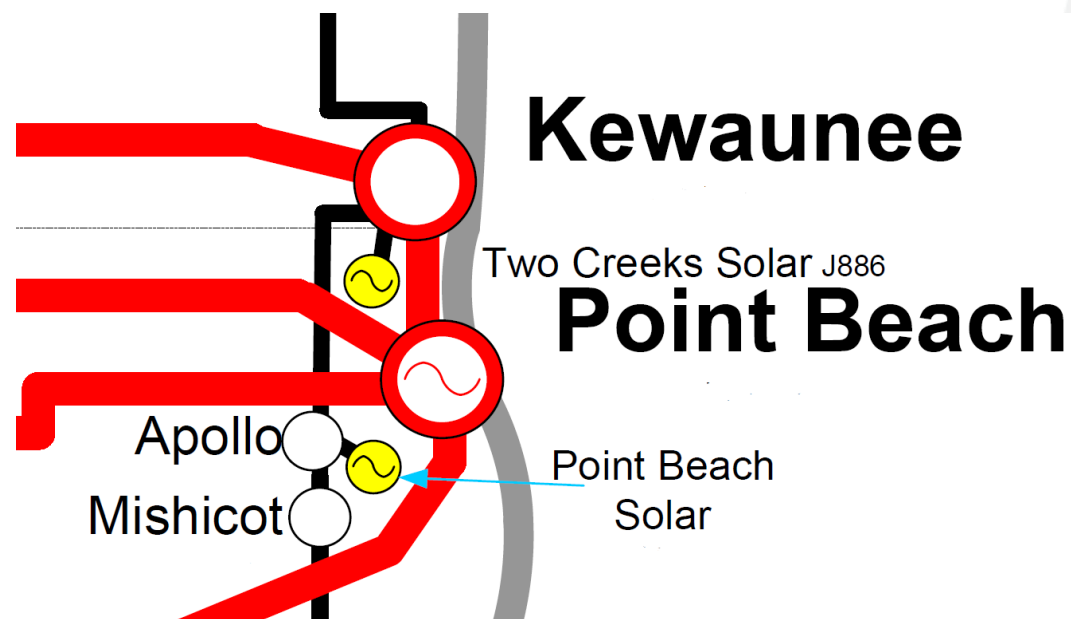 Kewaunee
Two Creeks Solar J886
Point Beach
Apollo
Point Beach
Solar
Mishicot